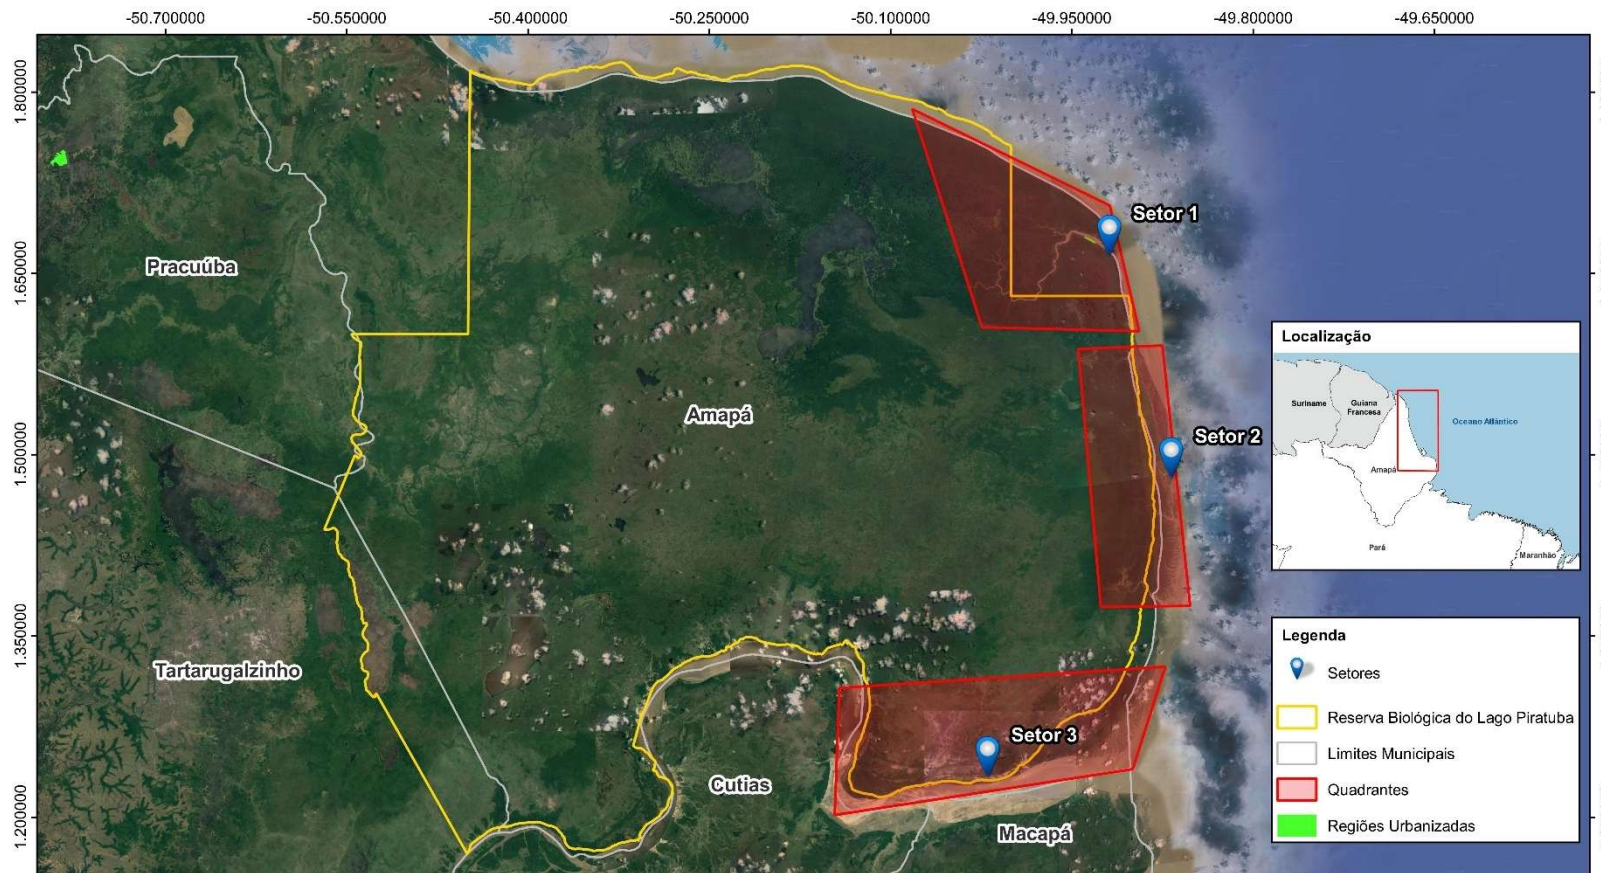 -50.700000 -50.550000 -50.400000 -50.250000 -50.100000 -49.950000 -49.800000 -49.650000
1.800000
1.650000
1.500000
1.350000
1.200000
Setor 1
Pracuúba
Amapá
Setor 2
Tartarugalzinho
Setor 3
Cutias
Macapá
Localização
Suriname
Guiana
Francesa
Oceano Atlântico
Amapá
Pará
Maranhão
Legenda
Setores
Reserva Biológica do Lago Piratuba
Limites Municipais
Quadrantes
Regiões Urbanizadas